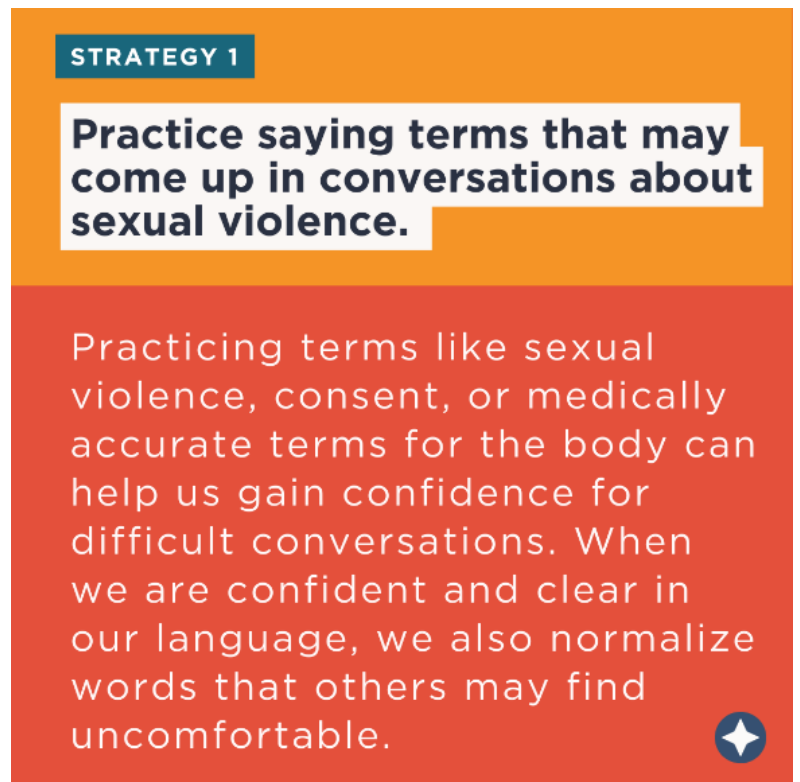 STRATEGY 1
Practice saying terms that may
come up in conversations about
sexual violence.
Practicing terms like sexual
violence, consent, or medically
accurate terms for the body can
help us gain confidence for
difficult conversations. When
we are confident and clear in
our language, we also normalize
words that others may find
uncomfortable.